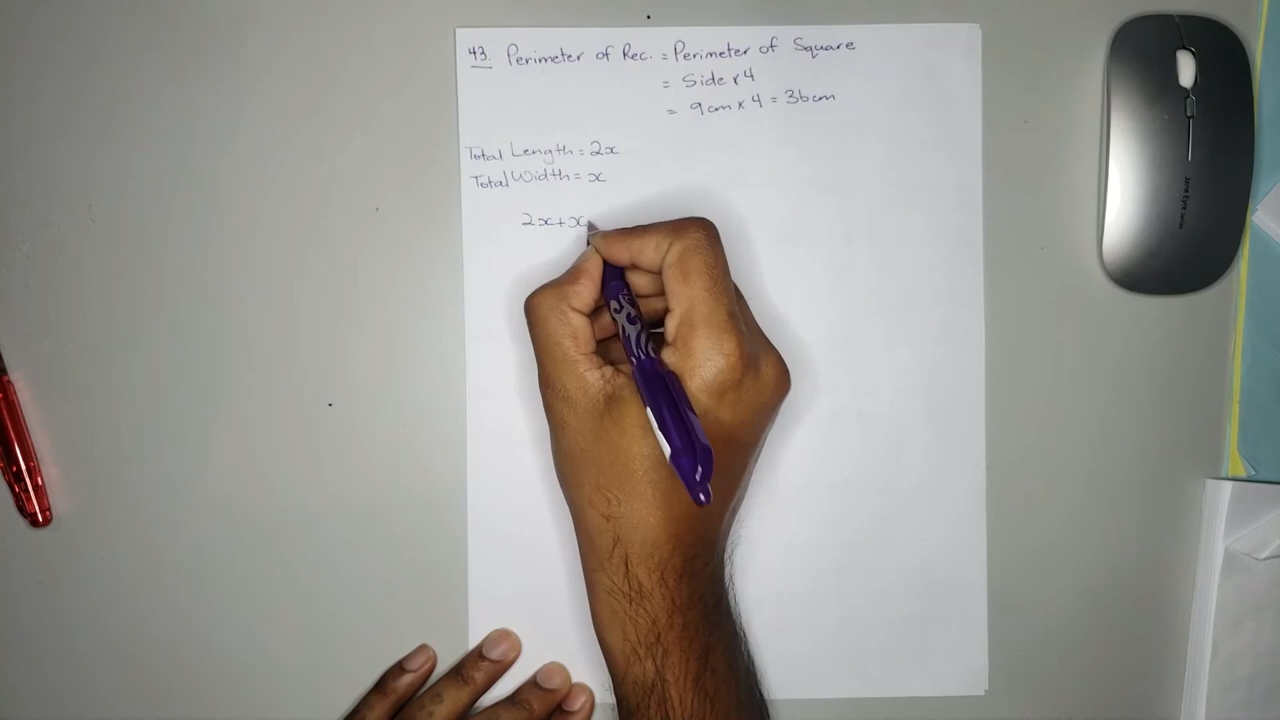 43. Perimeter of Rec. = Perimeter of Square
= Side x 4
= 9cm x 4 = 36cm
Total Length = 2x
Total Width = x
2x+x